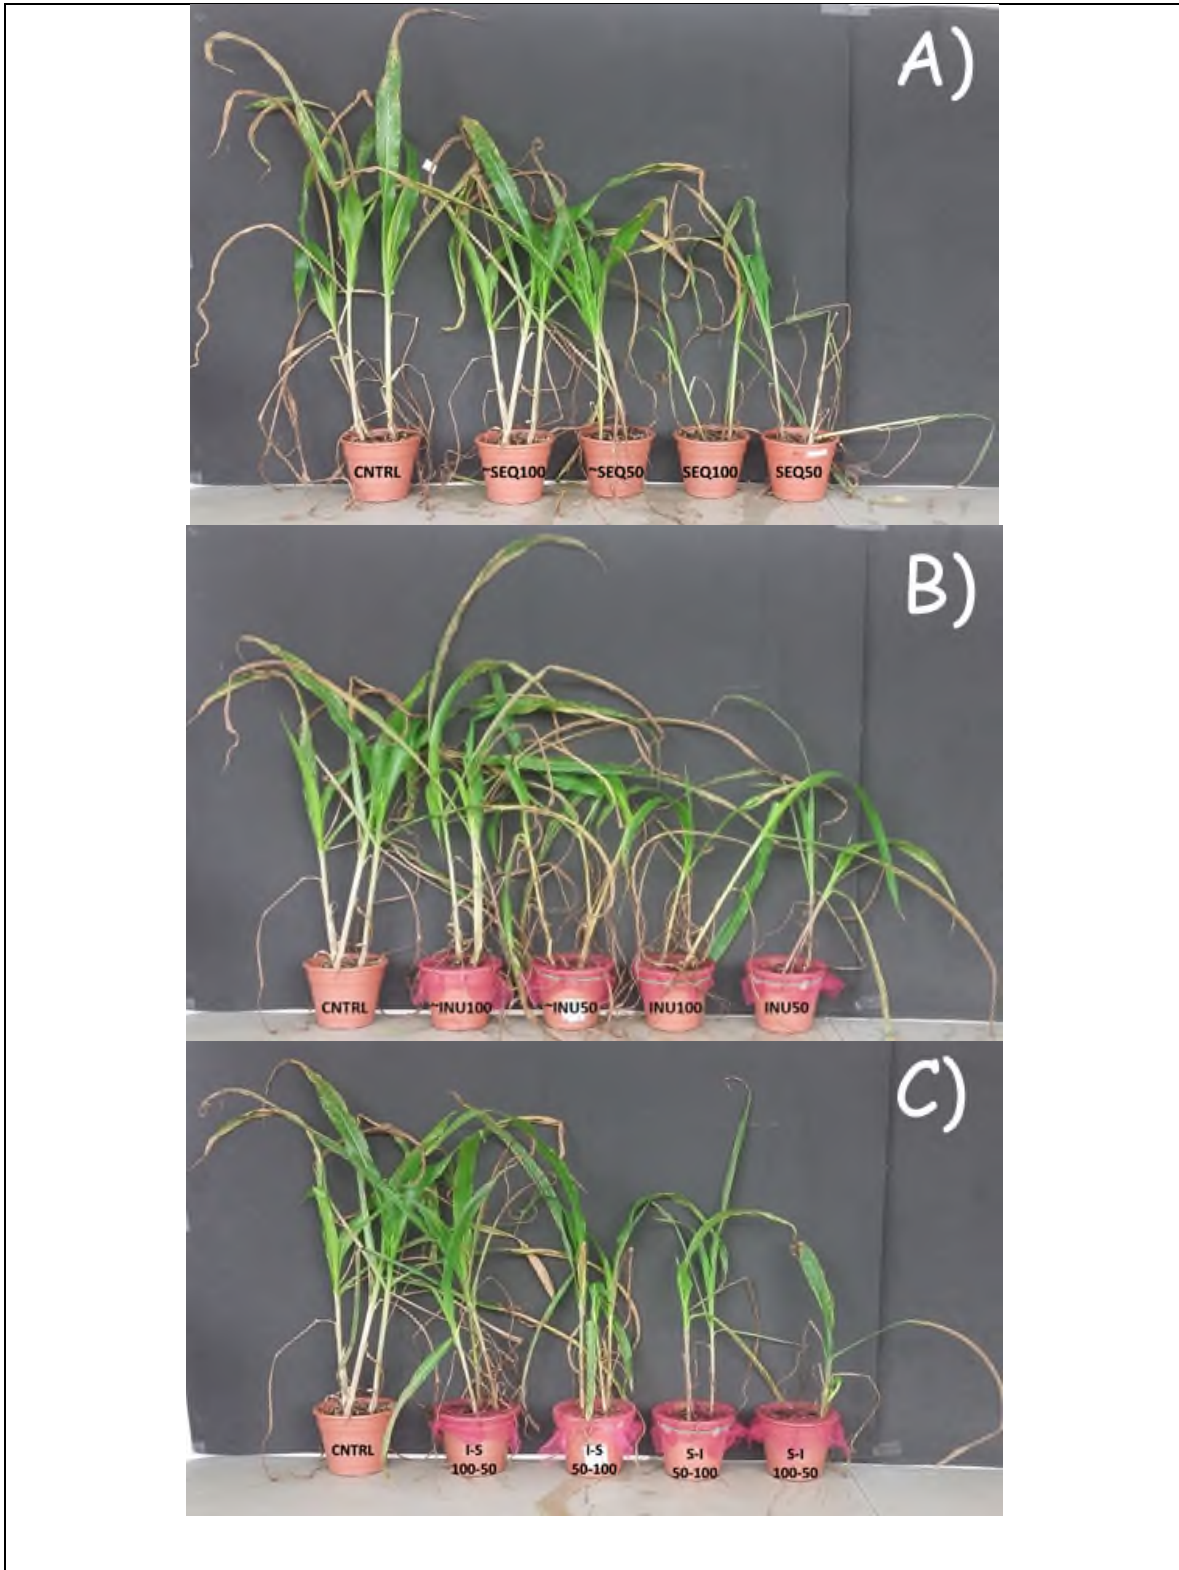 A)
CNTRL
~SEQ100
~SEQ50
SEQ100
SEQ50
B)
CNTRL
~INU100
~INU50
INU100
INU50
C)
CNTRL
I-S
100-50
I-S
50-100
S-I
50-100
S-I
100-50